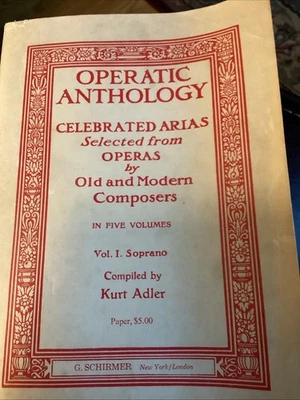 OPERATIC
ANTHOLOGY
CELEBRATED ARIAS
Selected from
OPERAS
by
Old and Modern
Composers
IN FIVE VOLUMES
Vol. I. Soprano
Compiled by
Kurt Adler
Paper, $5.00
G. SCHIRMER New York/London